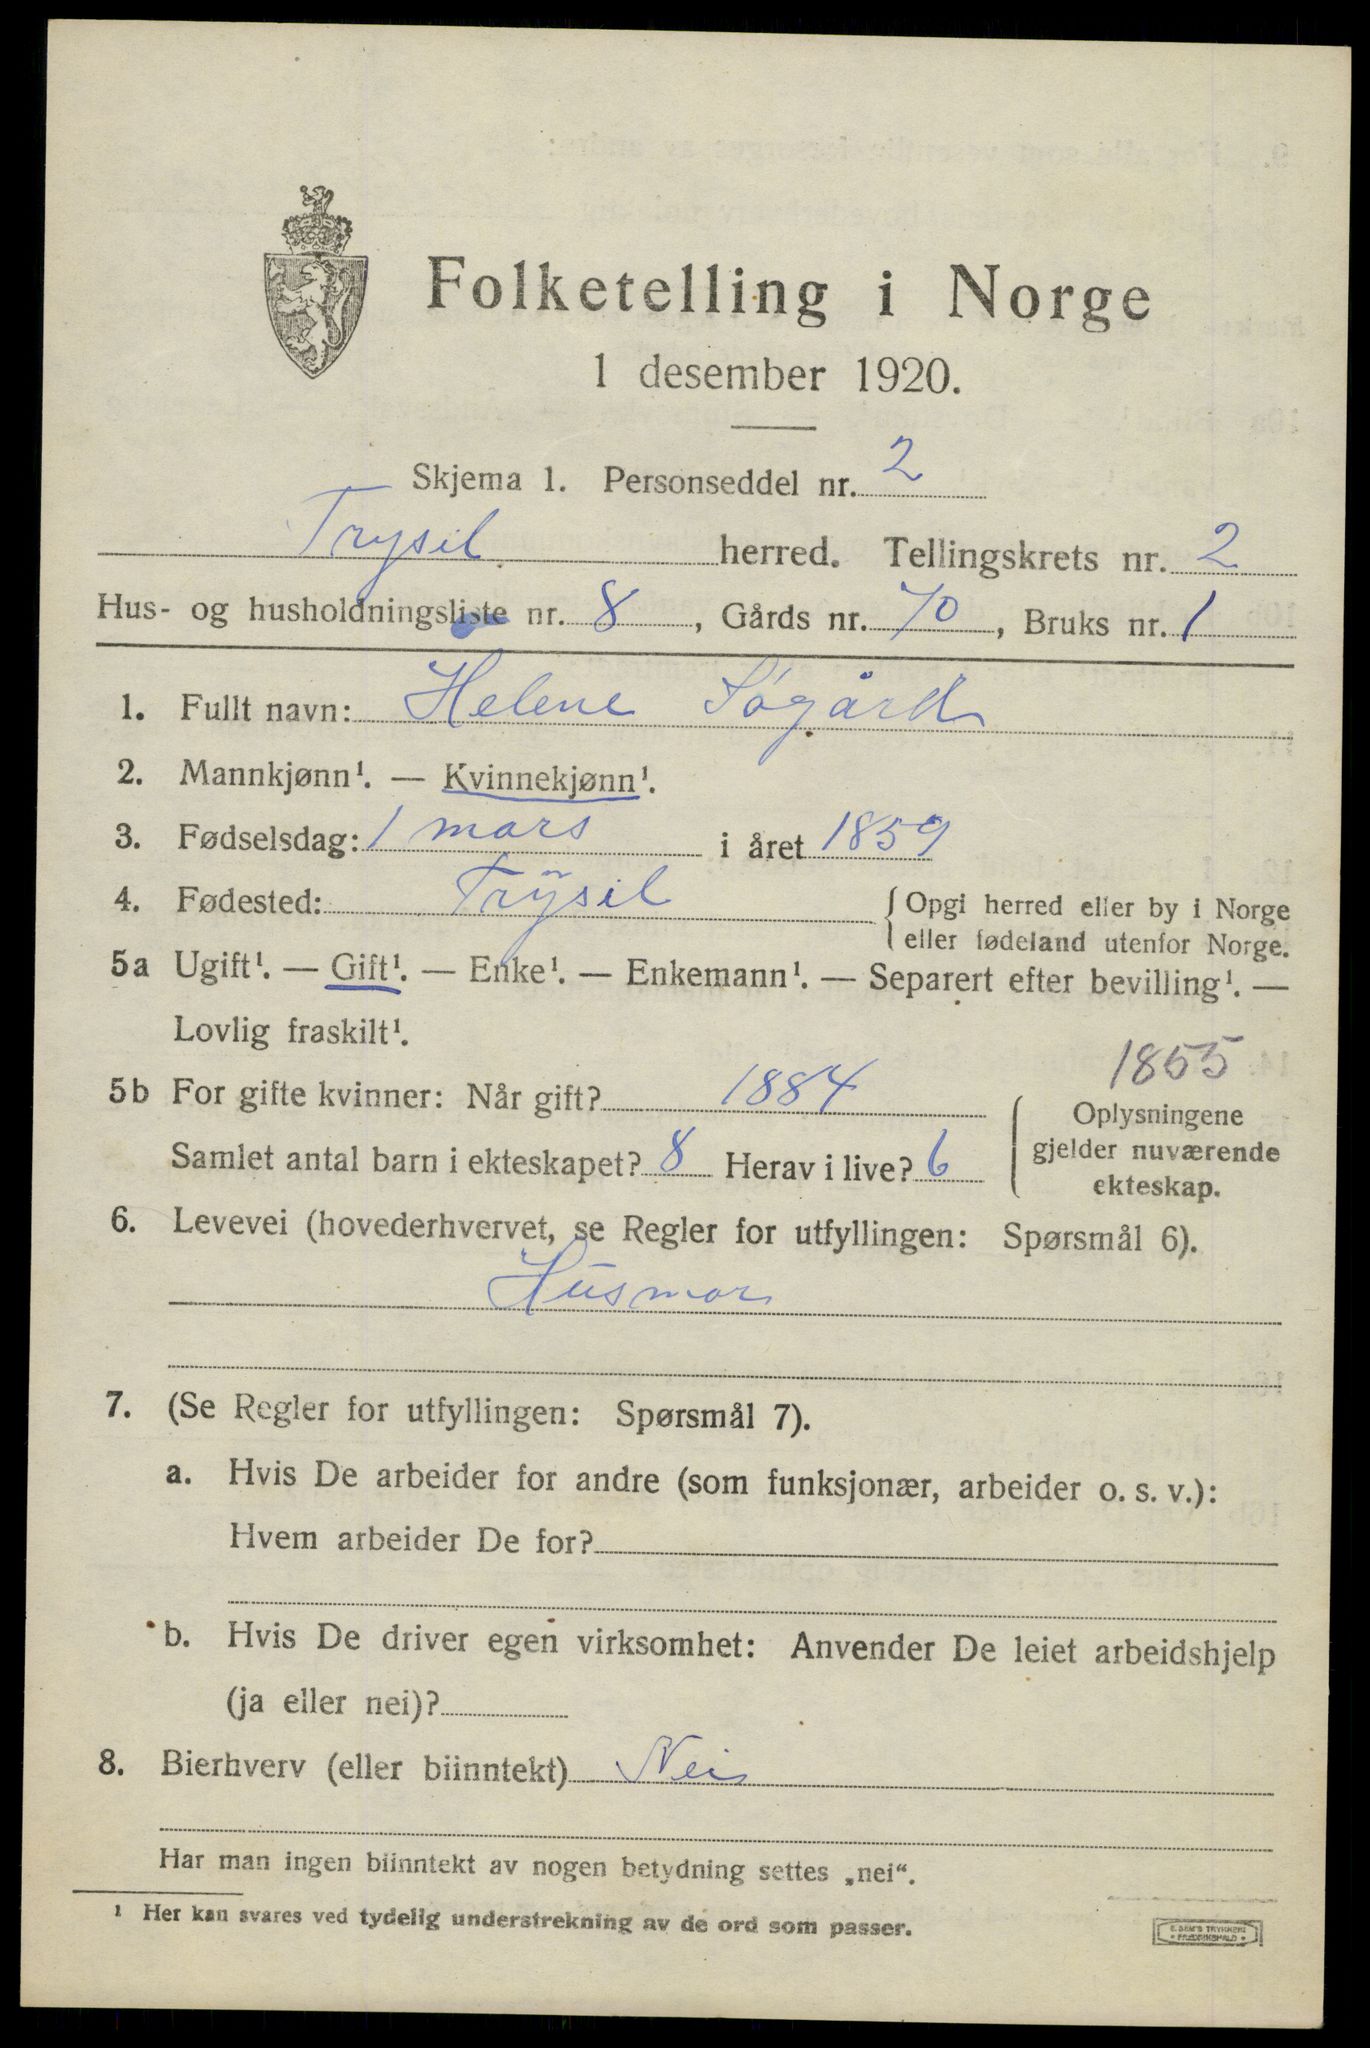 Folketelling i Norge
1 desember 1920.
Skjema 1. Personseddel nr. 2
Trysil herred. Tellingskrets nr. 2
Hus- og husholdningsliste nr. 8, Gårds nr. 70, Bruks nr. 1
1. Fullt navn: Helene Søgård
2. Mannkjønn¹. — Kvinnekjønn¹.
3. Fødselsdag: 1 mars i året 1859
4. Fødested: Trysil { Opgi herred eller by i Norge
eller fødeland utenfor Norge.
5a Ugift¹. — Gift¹. — Enke¹. — Enkemann¹. — Separert efter bevilling¹. —
Lovlig fraskilt¹.
1855
5b For gifte kvinner: Når gift? 1884
Samlet antal barn i ekteskapet? 8 Herav i live? 6
{ Oplysningene
gjelder nuværende
ekteskap.
6. Levevei (hovederhvervet, se Regler for utfyllingen: Spørsmål 6).
Husmor
7. (Se Regler for utfyllingen: Spørsmål 7).
a. Hvis De arbeider for andre (som funksjonær, arbeider o. s. v.):
Hvem arbeider De for?
b. Hvis De driver egen virksomhet: Anvender De leiet arbeidshjelp
(ja eller nei)?
8. Bierhverv (eller biinntekt) Nei
Har man ingen biinntekt av nogen betydning settes „nei“.
¹ Her kan svares ved tydelig understrekning av de ord som passer.
E. SEM'S TRYKKERI
FREDRIKSHALD